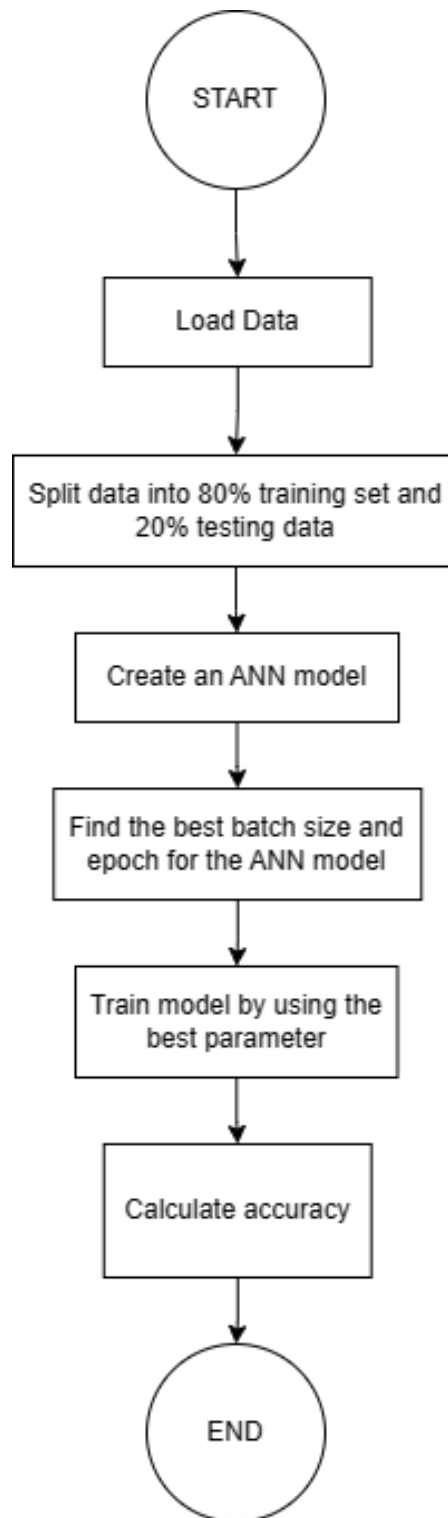 START
Load Data
Split data into 80% training set and
20% testing data
Create an ANN model
Find the best batch size and
epoch for the ANN model
Train model by using the
best parameter
Calculate accuracy
END